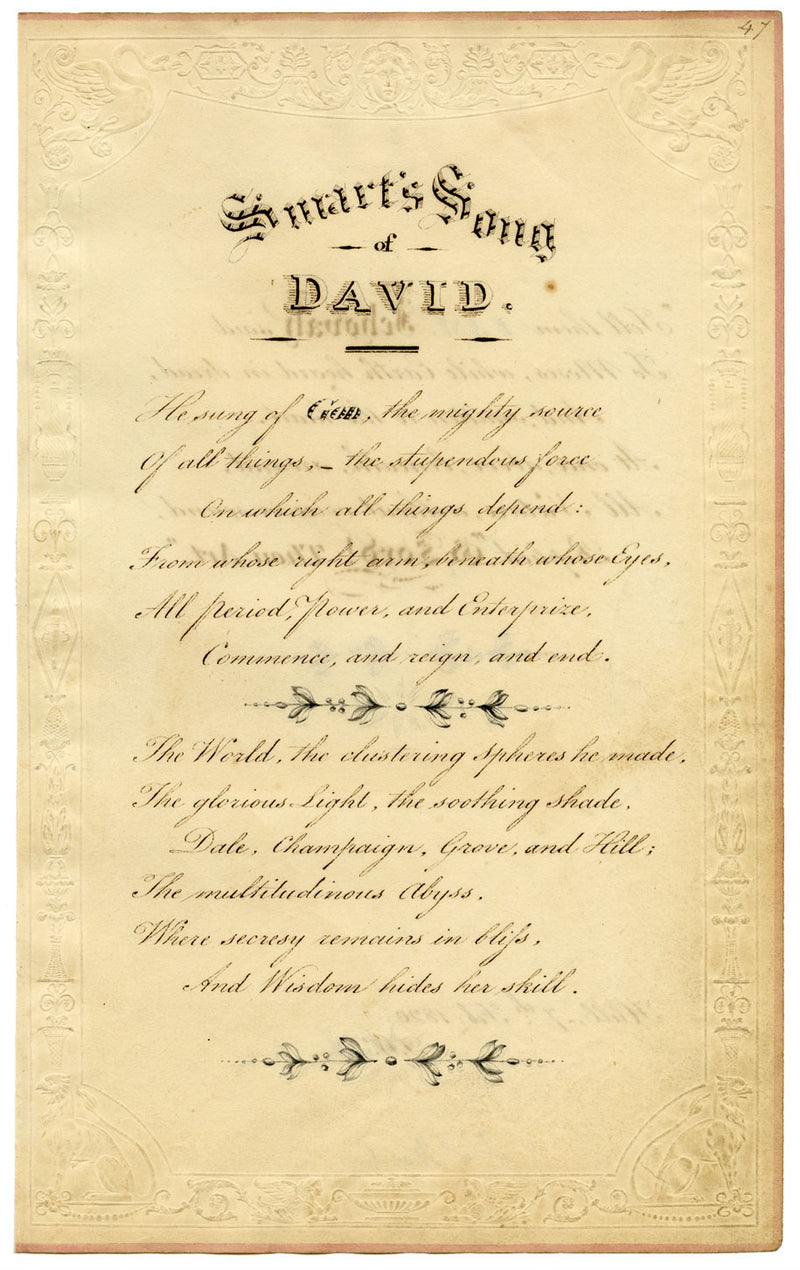 47
Smart's Song
of
DAVID.
He sung of God, the mighty source
Of all things, – the stupendous force
On which all things depend:
From whose right arm, beneath whose Eyes,
All Period, Power, and Enterprize,
Commence, and reign, and end.
The World, the clustering spheres he made,
The glorious Light, the soothing shade,
Dale, Champaign, Grove, and Hill;
The multitudinous Abyss,
Where secresy remains in bliſs,
And Wisdom hides her skill.